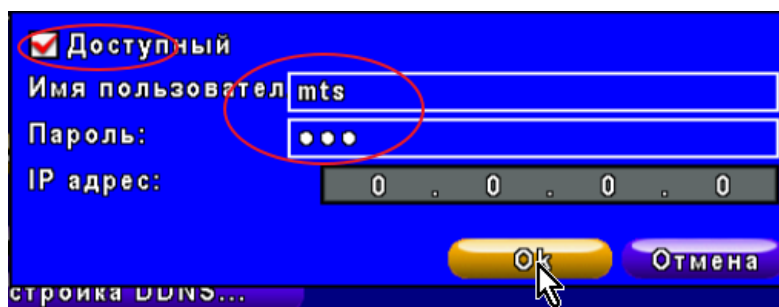 Доступный
Имя пользовател mts
Пароль: ●●●
IP адрес: 0 . 0 . 0 . 0
Ok Отмена
стройка DDNS...